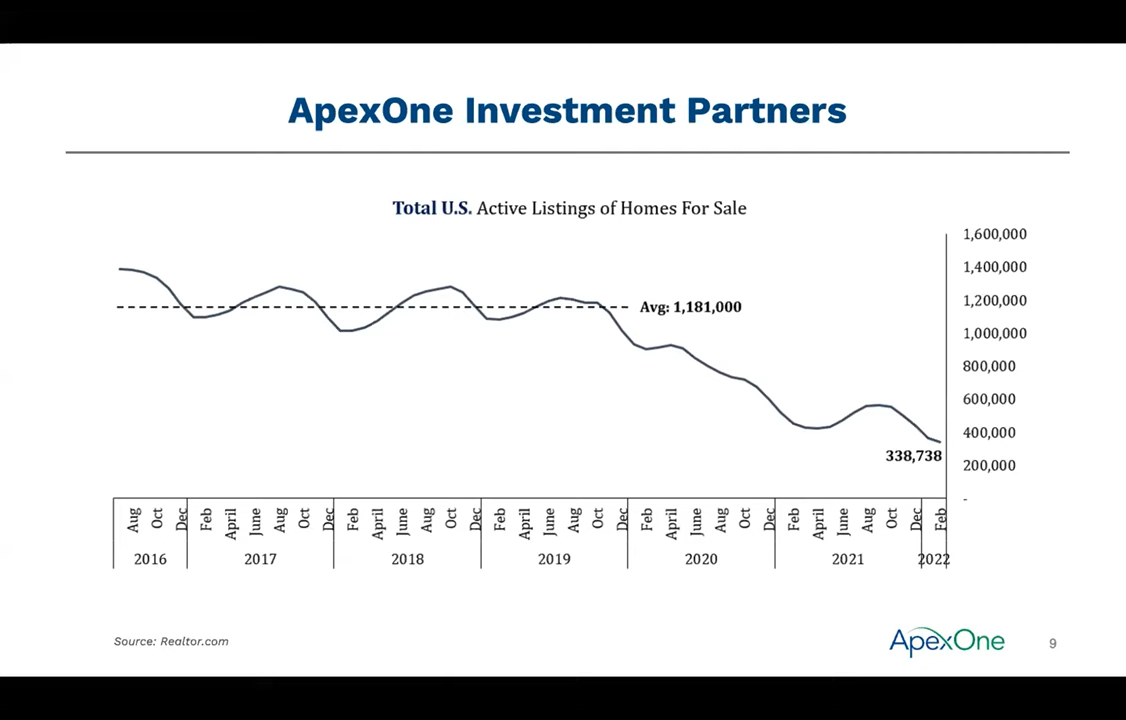 ApexOne Investment Partners
Total U.S. Active Listings of Homes For Sale
1,600,000
1,400,000
1,200,000
1,000,000
800,000
600,000
400,000
200,000
-
Avg: 1,181,000
338,738
Aug Oct Dec Feb April June Aug Oct Dec Feb April June Aug Oct Dec Feb April June Aug Oct Dec Feb April June Aug Oct Dec Feb April June Aug Oct Dec Feb
2016 2017 2018 2019 2020 2021 2022
Source: Realtor.com
ApexOne
9